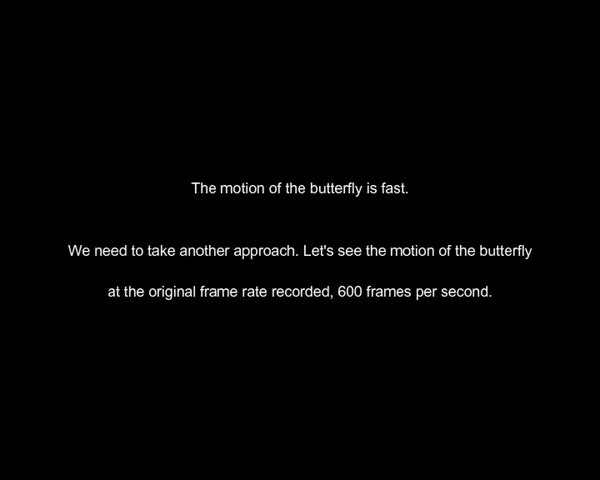 The motion of the butterfly is fast.
We need to take another approach. Let's see the motion of the butterfly
at the original frame rate recorded, 600 frames per second.